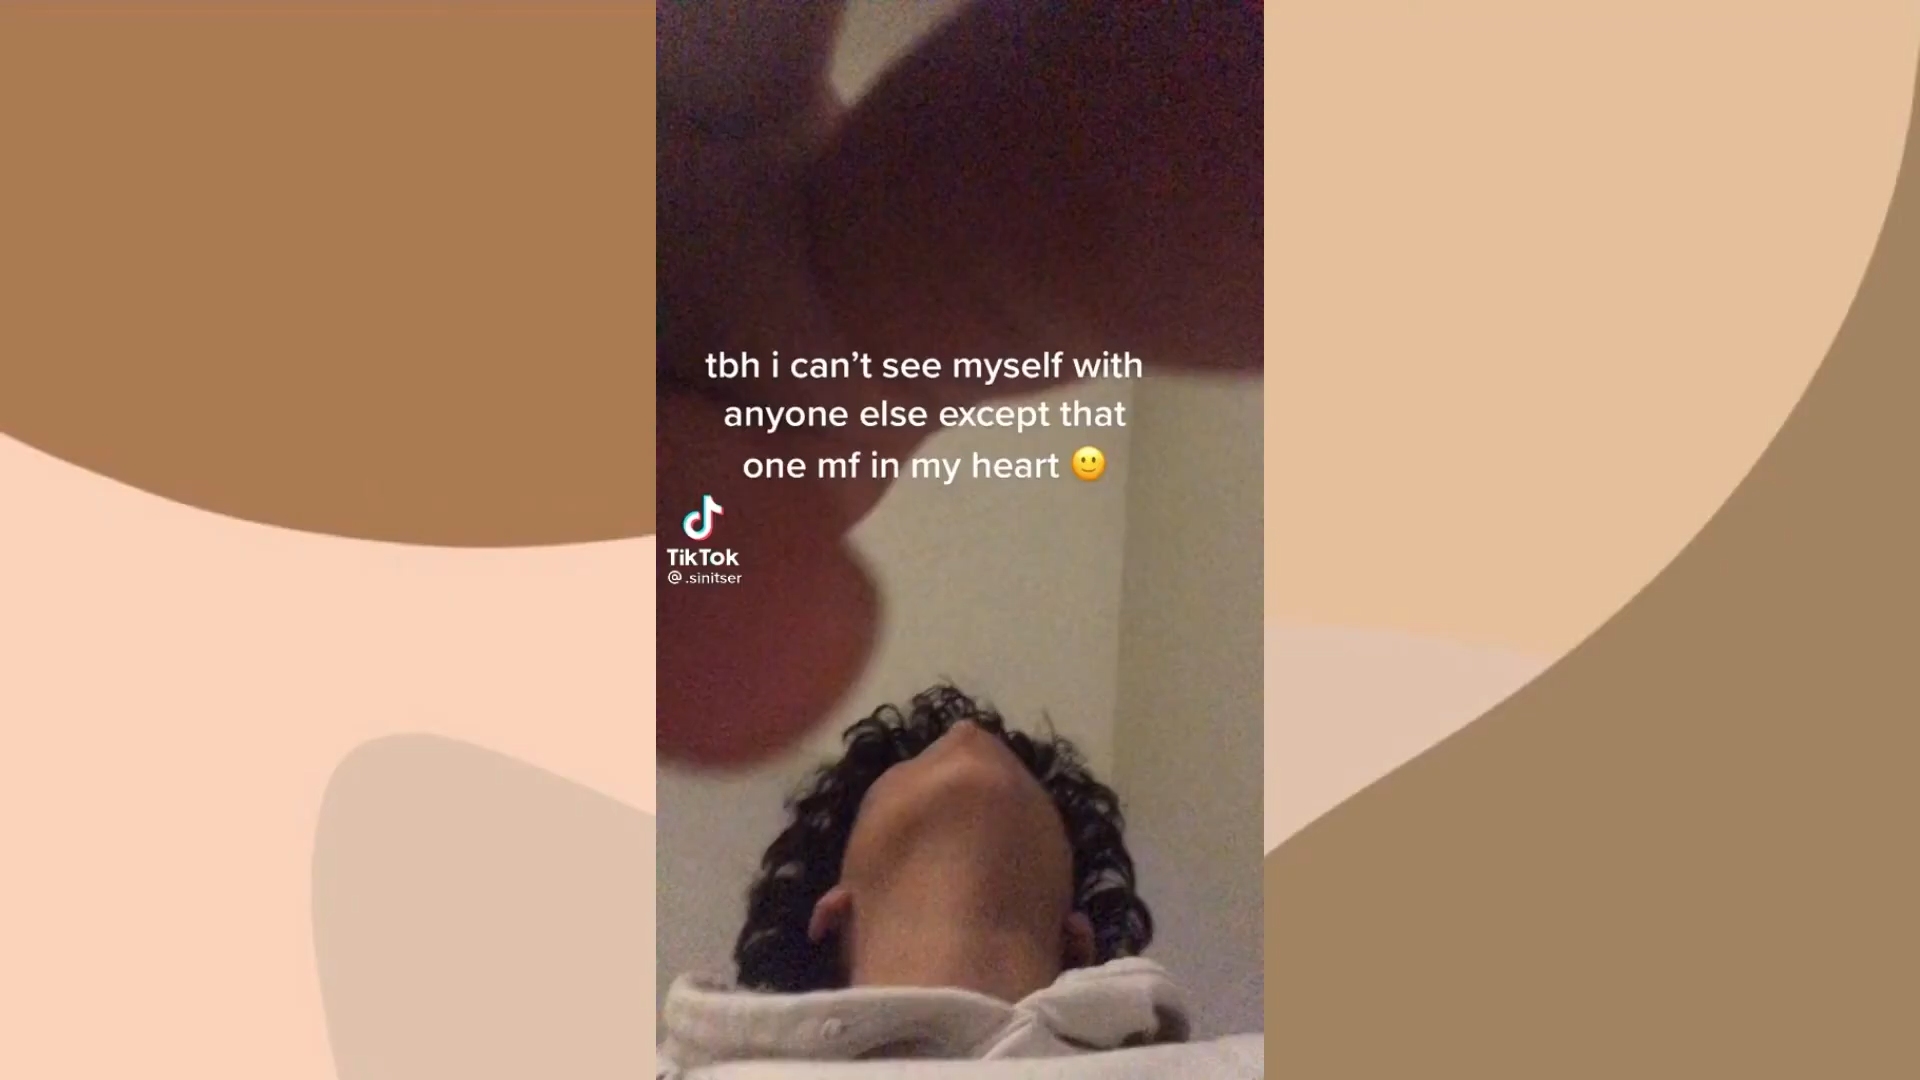 tbh i can’t see myself with
anyone else except that
one mf in my heart 🙂
TikTok
@.sinitser